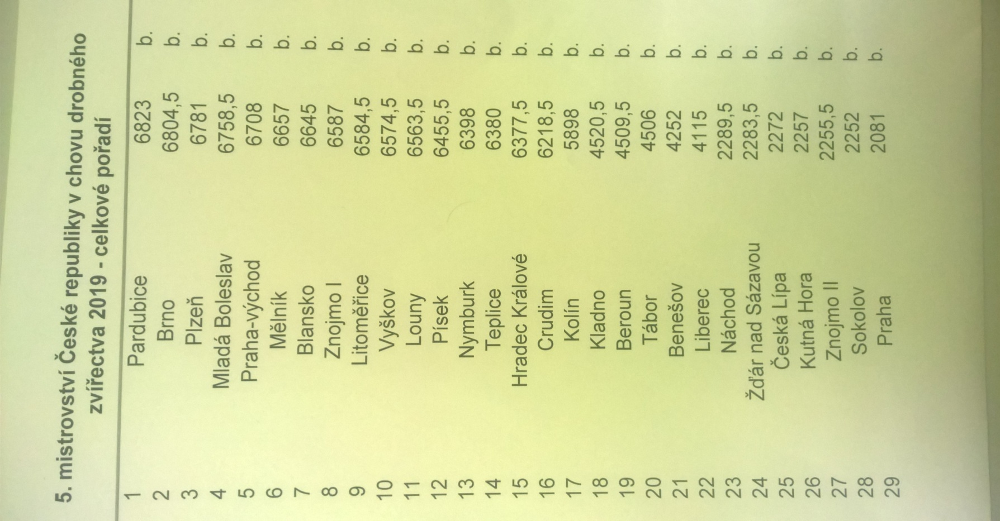 5. mistrovství České republiky v chovu drobného
zvířectva 2019 - celkové pořadí
1 Pardubice 6823 b.
2 Brno 6804,5 b.
3 Plzeň 6781 b.
4 Mladá Boleslav 6758,5 b.
5 Praha-východ 6708 b.
6 Mělník 6657 b.
7 Blansko 6645 b.
8 Znojmo I 6587 b.
9 Litoměřice 6584,5 b.
10 Vyškov 6574,5 b.
11 Louny 6563,5 b.
12 Písek 6455,5 b.
13 Nymburk 6398 b.
14 Teplice 6380 b.
15 Hradec Králové 6377,5 b.
16 Crudim 6218,5 b.
17 Kolín 5898 b.
18 Kladno 4520,5 b.
19 Beroun 4509,5 b.
20 Tábor 4506 b.
21 Benešov 4252 b.
22 Liberec 4115 b.
23 Náchod 2289,5 b.
24 Žďár nad Sázavou 2283,5 b.
25 Česká Lípa 2272 b.
26 Kutná Hora 2257 b.
27 Znojmo II 2255,5 b.
28 Sokolov 2252 b.
29 Praha 2081 b.